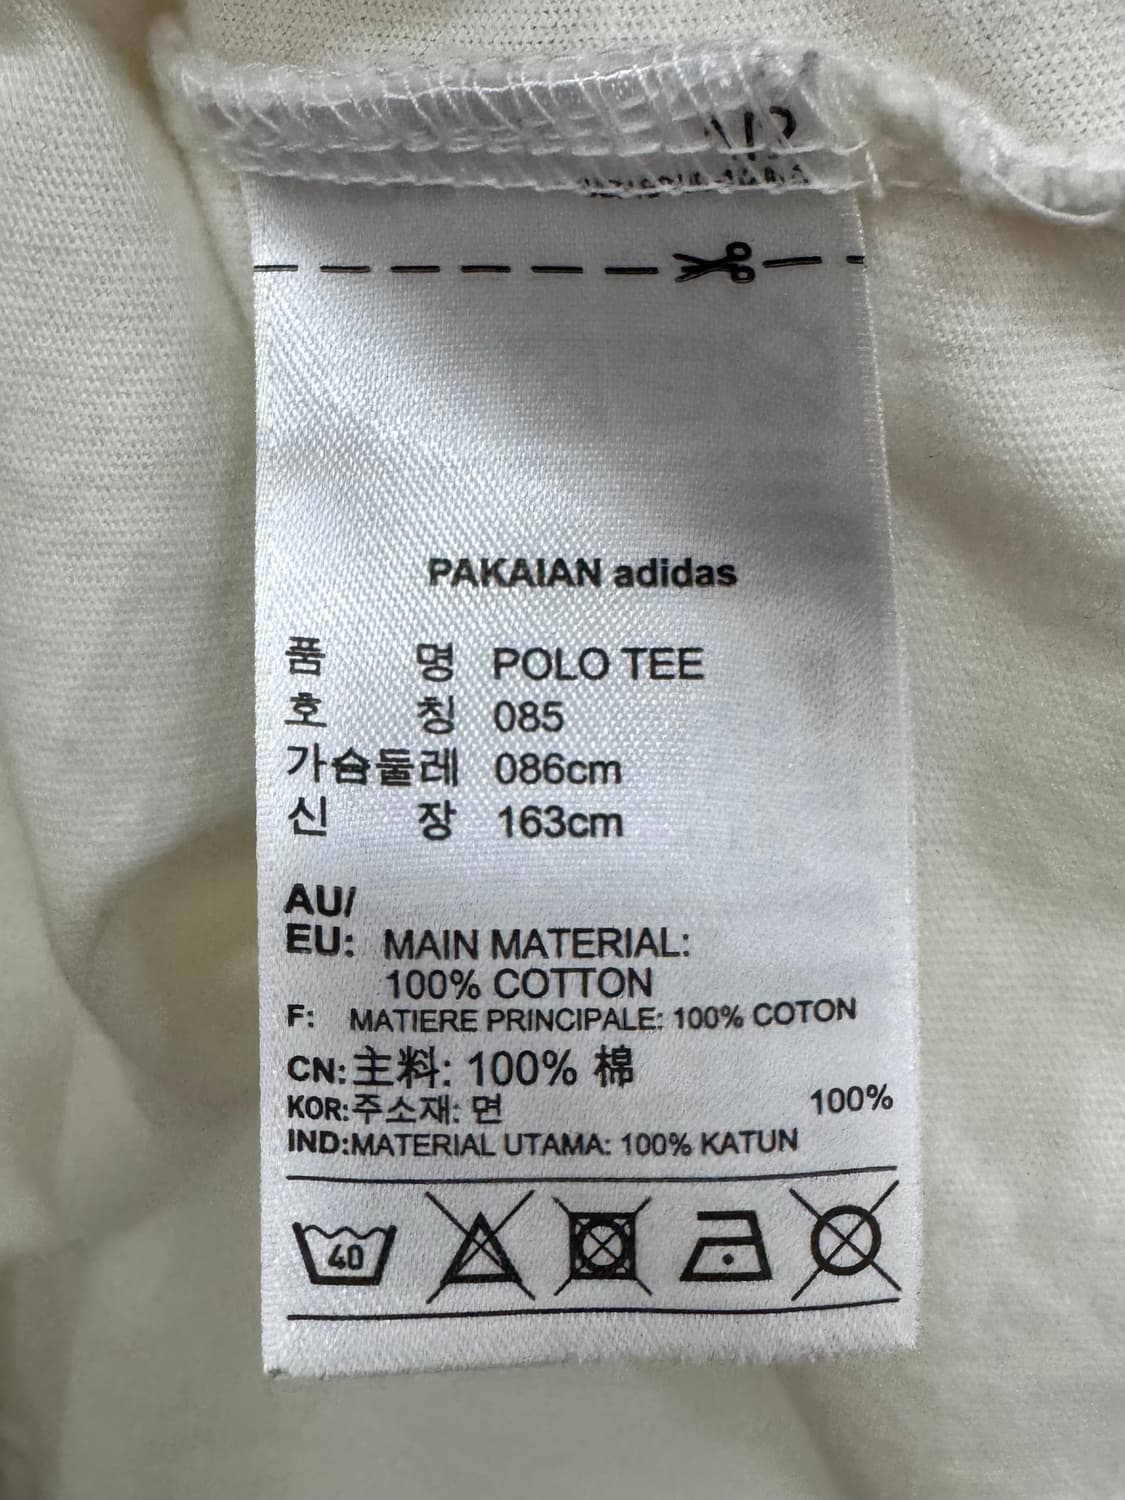 PAKAIAN adidas
품 명 POLO TEE
호 칭 085
가슴둘레 086cm
신 장 163cm
AU/
EU: MAIN MATERIAL:
100% COTTON
F: MATIERE PRINCIPALE: 100% COTON
CN:主料: 100% 棉
KOR:주소재: 면 100%
IND:MATERIAL UTAMA: 100% KATUN
40